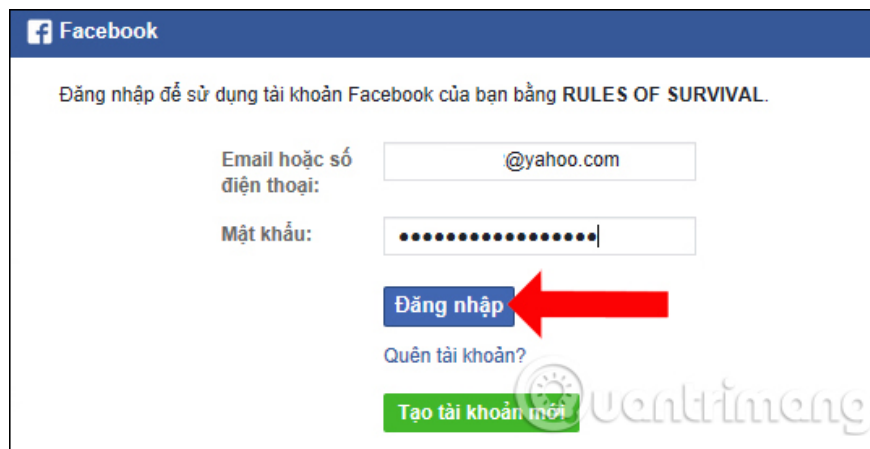 Facebook
Đăng nhập để sử dụng tài khoản Facebook của bạn bằng RULES OF SURVIVAL.
Email hoặc số
điện thoại:
@yahoo.com
Mật khẩu:
•••••••••••••••••
Đăng nhập
Quên tài khoản?
Tạo tài khoản mới
Quantrimang